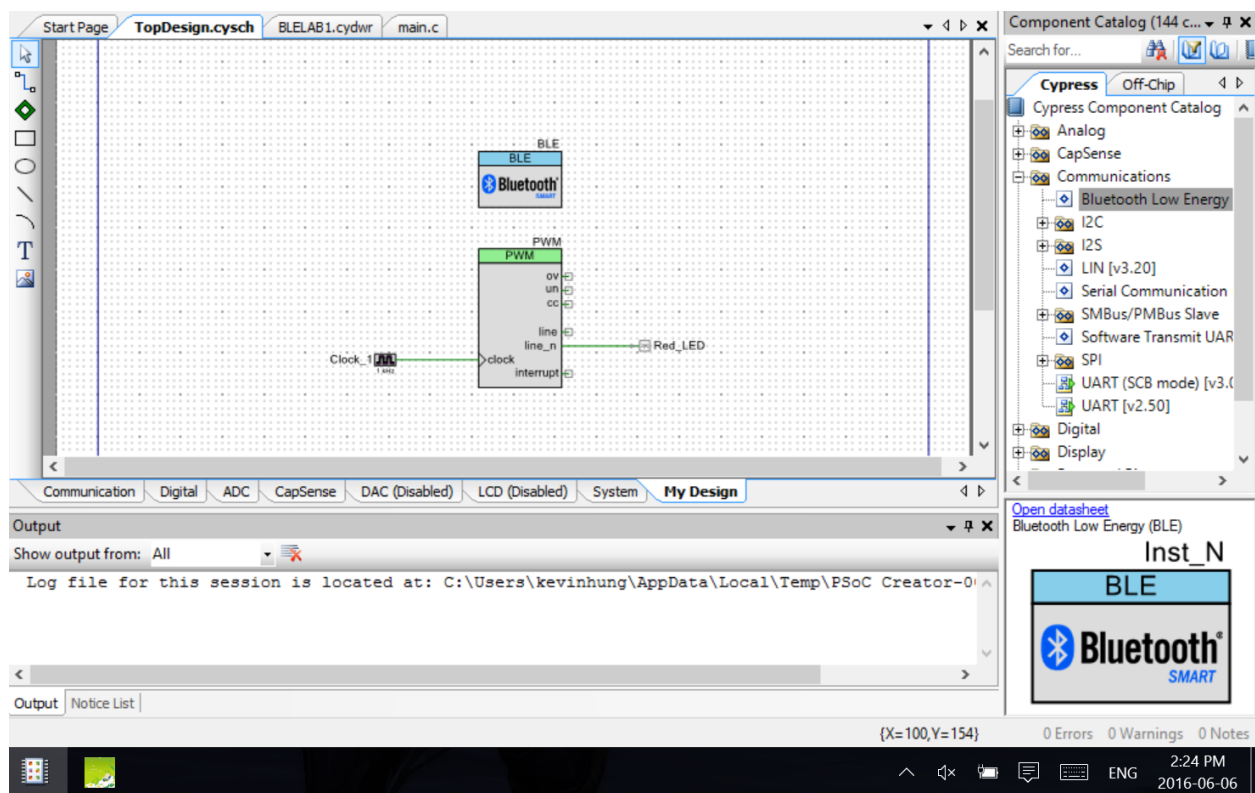 Start Page TopDesign.cysch BLELAB1.cydwr main.c
Component Catalog (144 c...
Search for...
Cypress Off-Chip
Cypress Component Catalog
Analog
CapSense
Communications
Bluetooth Low Energy
I2C
I2S
LIN [v3.20]
Serial Communication
SMBus/PMBus Slave
Software Transmit UAR
SPI
UART (SCB mode) [v3.0
UART [v2.50]
Digital
Display
BLE
BLE
Bluetooth
SMART
PWM
PWM
ov
un
cc
line
line_n Red_LED
Clock_1 clock
1 kHz
interrupt
T
Communication Digital ADC CapSense DAC (Disabled) LCD (Disabled) System My Design
Output
Show output from: All
Log file for this session is located at: C:\Users\kevinhung\AppData\Local\Temp\PSoC Creator-0
Output Notice List
Open datasheet
Bluetooth Low Energy (BLE)
Inst_N
BLE
Bluetooth
SMART
{X=100,Y=154} 0 Errors 0 Warnings 0 Notes
ENG 2:24 PM
2016-06-06